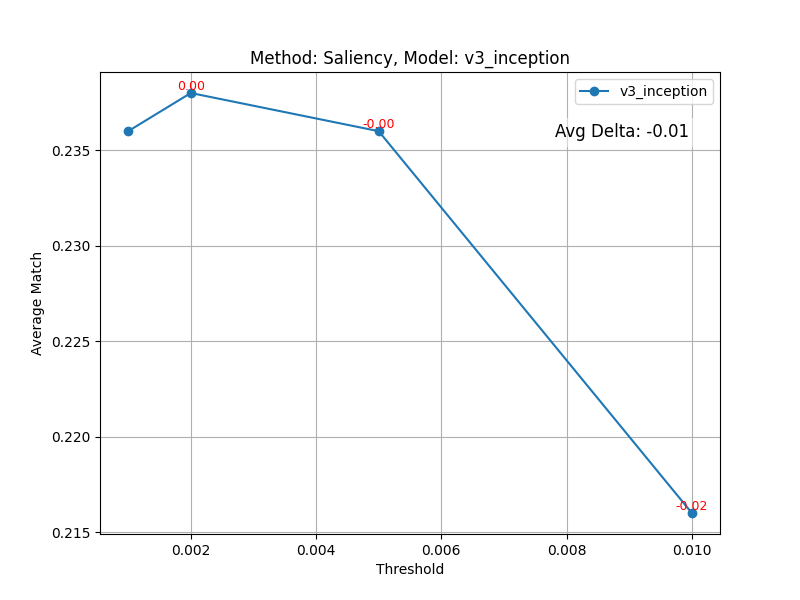 Method: Saliency, Model: v3_inception
v3_inception
Avg Delta: -0.01
0.00
-0.00
-0.02
0.235
0.230
0.225
0.220
0.215
Average Match
0.002 0.004 0.006 0.008 0.010
Threshold